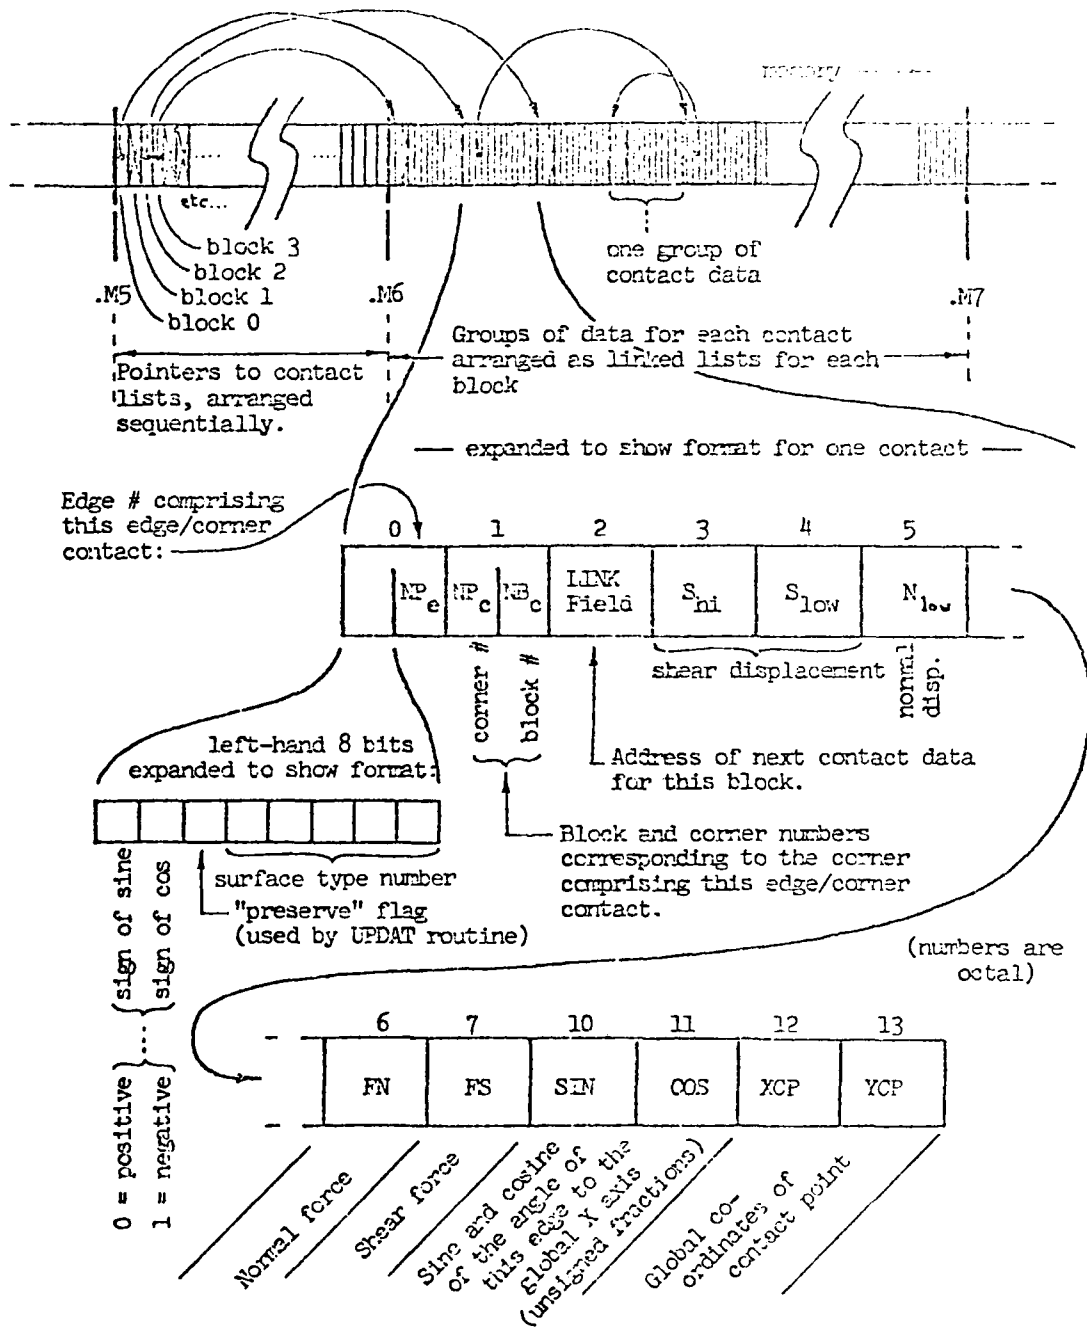 memory
etc...
block 3
block 2
block 1
block 0
one group of
contact data
.M5
.M6
.M7
Pointers to contact
lists, arranged
sequentially.
Groups of data for each contact
arranged as linked lists for each
block
expanded to show format for one contact
Edge # comprising
this edge/corner
contact:
0 1 2 3 4 5
NPe NPc NBc LINK Field Shi Slow Nlow
corner #
block #
shear displacement
normal
disp.
left-hand 8 bits
expanded to show format:
Address of next contact data
for this block.
Block and corner numbers
corresponding to the corner
comprising this edge/corner
contact.
surface type number
"preserve" flag
(used by UPDAT routine)
sign of sine
sign of cos
0 = positive
1 = negative
(numbers are
octal)
6 7 10 11 12 13
FN FS SIN COS XCP YCP
Normal force
Shear force
Sine and cosine
of the angle of
this edge to the
global X axis
(unsigned fractions)
Global co-
ordinates of
contact point